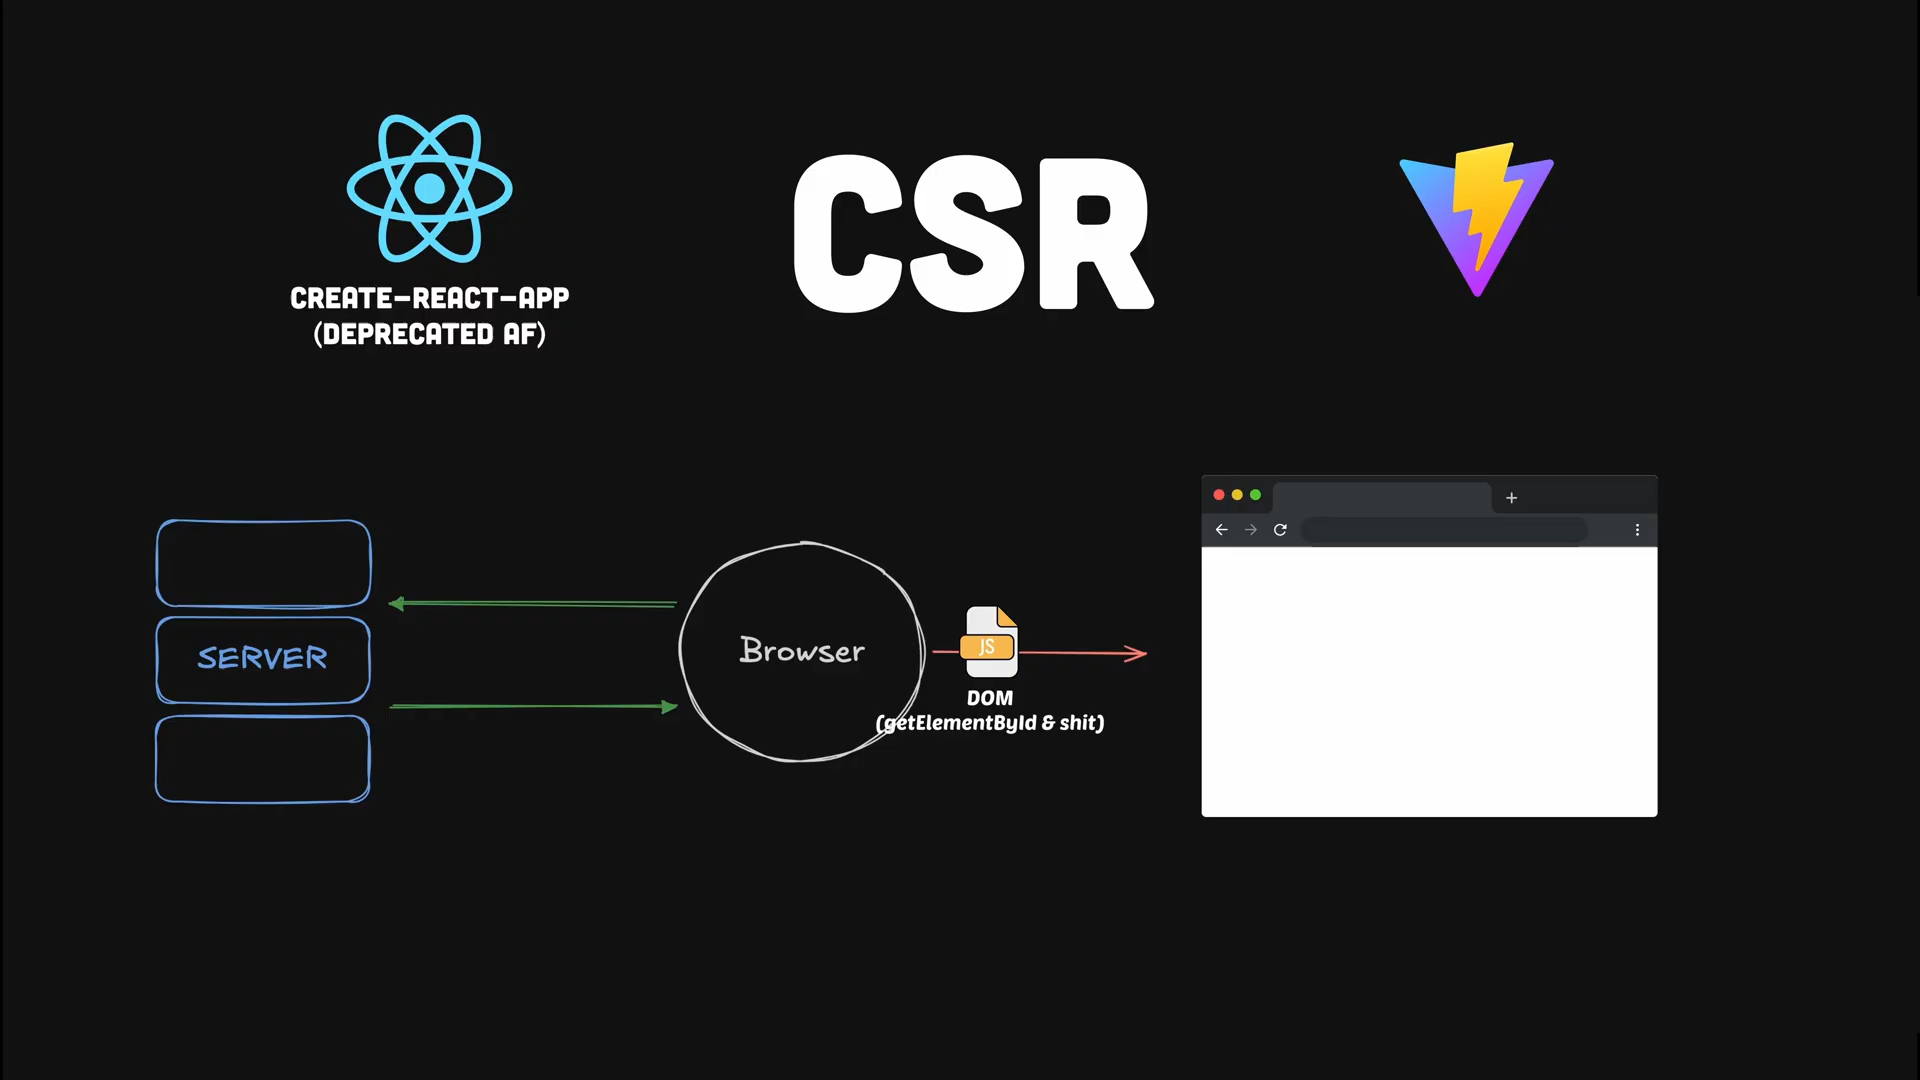 CSR
CREATE-REACT-APP
(DEPRECATED AF)
SERVER
Browser
JS
DOM
(getElementById & shit)